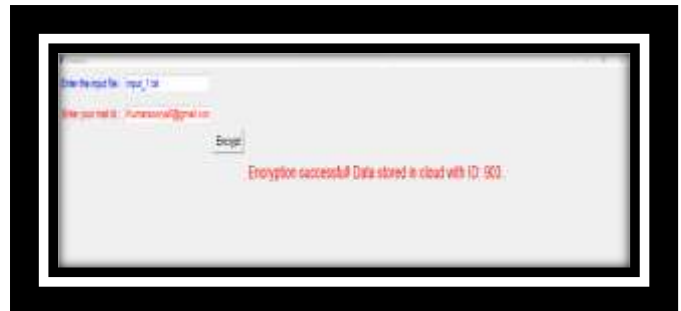 Enter the input file: input_1.txt
Enter your mail id:
Encrypt
Encryption successful! Data stored in cloud with ID: 903.